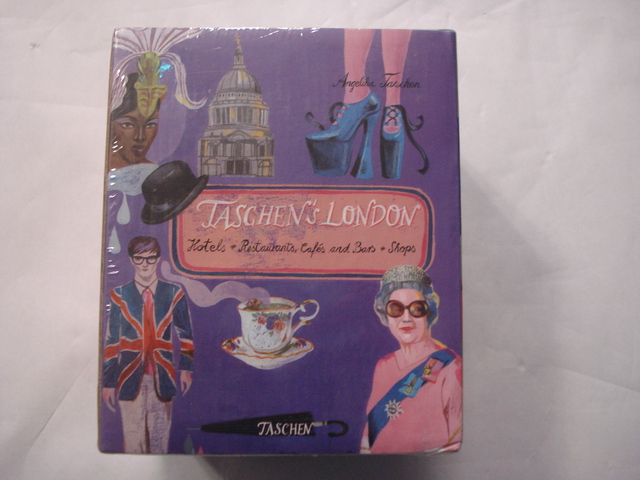 Angelika Taschen
TASCHEN'S LONDON
Hotels • Restaurants, Cafés and Bars • Shops
TASCHEN